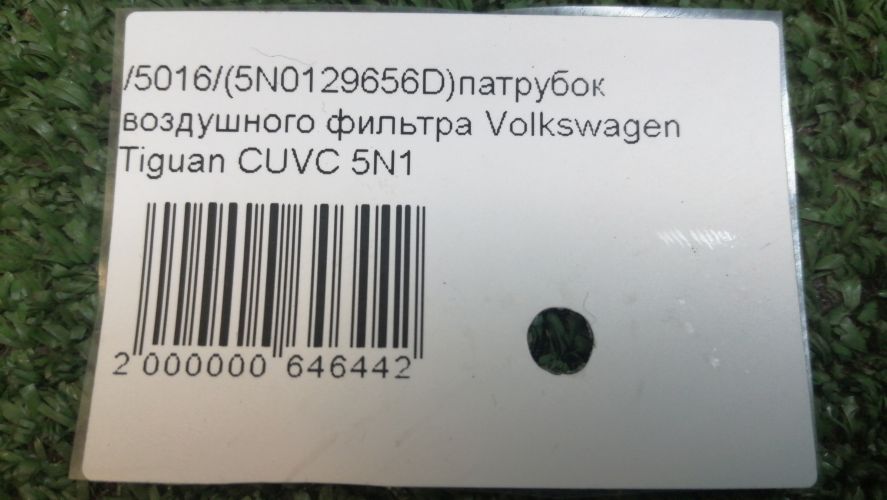 /5016/(5N0129656D)патрубок
воздушного фильтра Volkswagen
Tiguan CUVC 5N1
2 000000 646442